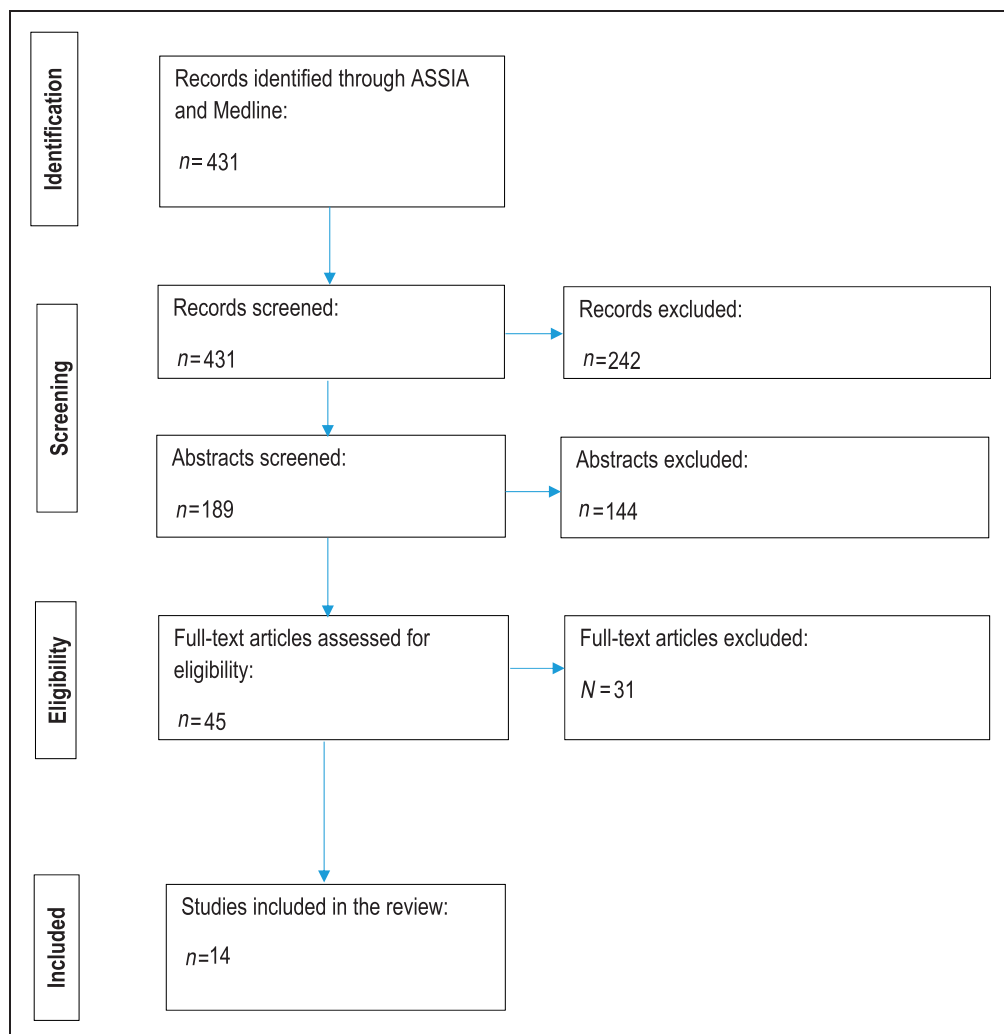 Identification
Records identified through ASSIA
and Medline:
n=431
Screening
Records screened:
n=431
Records excluded:
n=242
Abstracts screened:
n=189
Abstracts excluded:
n=144
Eligibility
Full-text articles assessed for
eligibility:
n=45
Full-text articles excluded:
N=31
Included
Studies included in the review:
n=14